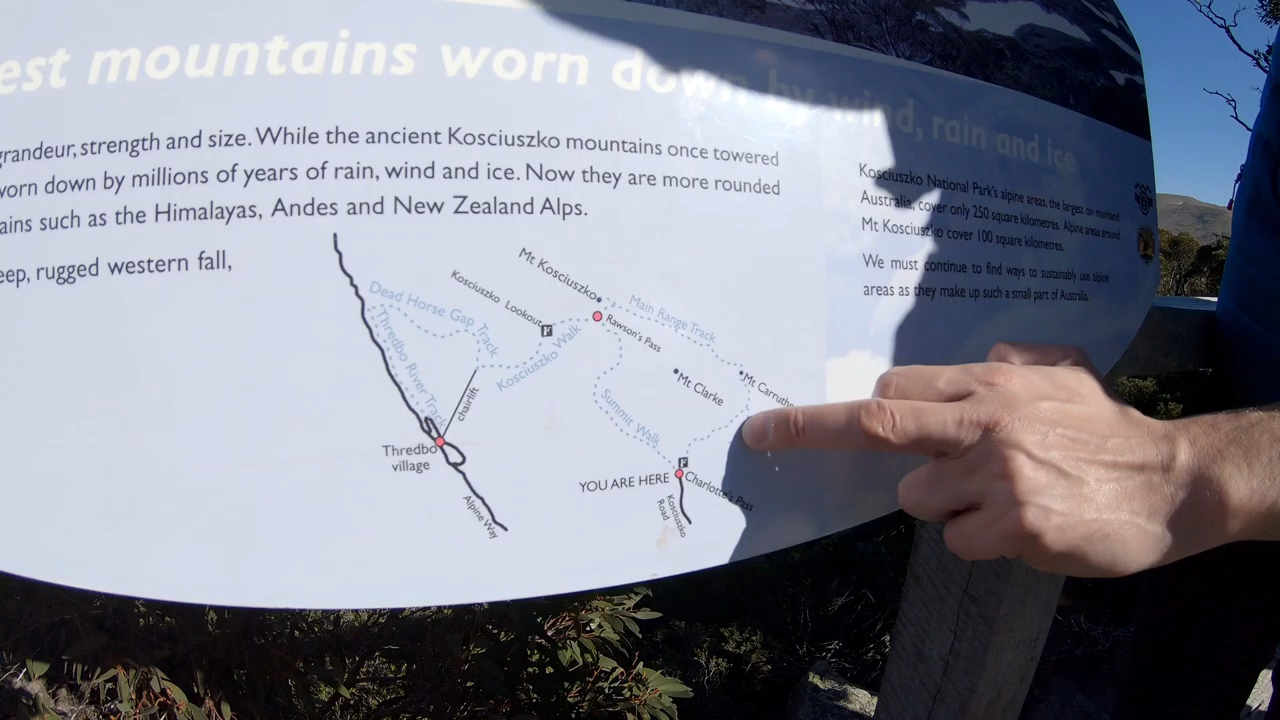 est mountains worn down by wind, rain and ice
grandeur, strength and size. While the ancient Kosciuszko mountains once towered
worn down by millions of years of rain, wind and ice. Now they are more rounded
ains such as the Himalayas, Andes and New Zealand Alps.
eep, rugged western fall,
Kosciuszko National Park's alpine areas, the largest on mainland
Australia, cover only 250 square kilometres. Alpine areas around
Mt Kosciuszko cover 100 square kilometres.
We must continue to find ways to sustainably use alpine
areas as they make up such a small part of Australia.
Mt Kosciuszko
Kosciuszko Lookout
Main Range Track
Dead Horse Gap Track
Rawson's Pass
Thredbo River Track
Kosciuszko Walk
Mt Clarke
Mt Carruthe
chairlift
Summit Walk
Thredbo
village
YOU ARE HERE
Charlotte's Pass
Alpine Way
Kosciuszko
Road